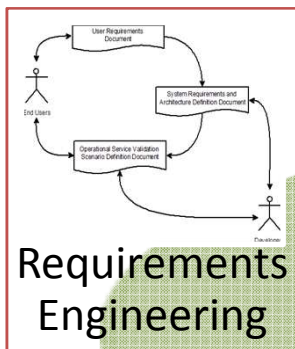 User Requirements
Document
System Requirements and
Architecture Definition Document
End Users
Operational Service Validation
Scenario Definition Document
Requirements
Engineering